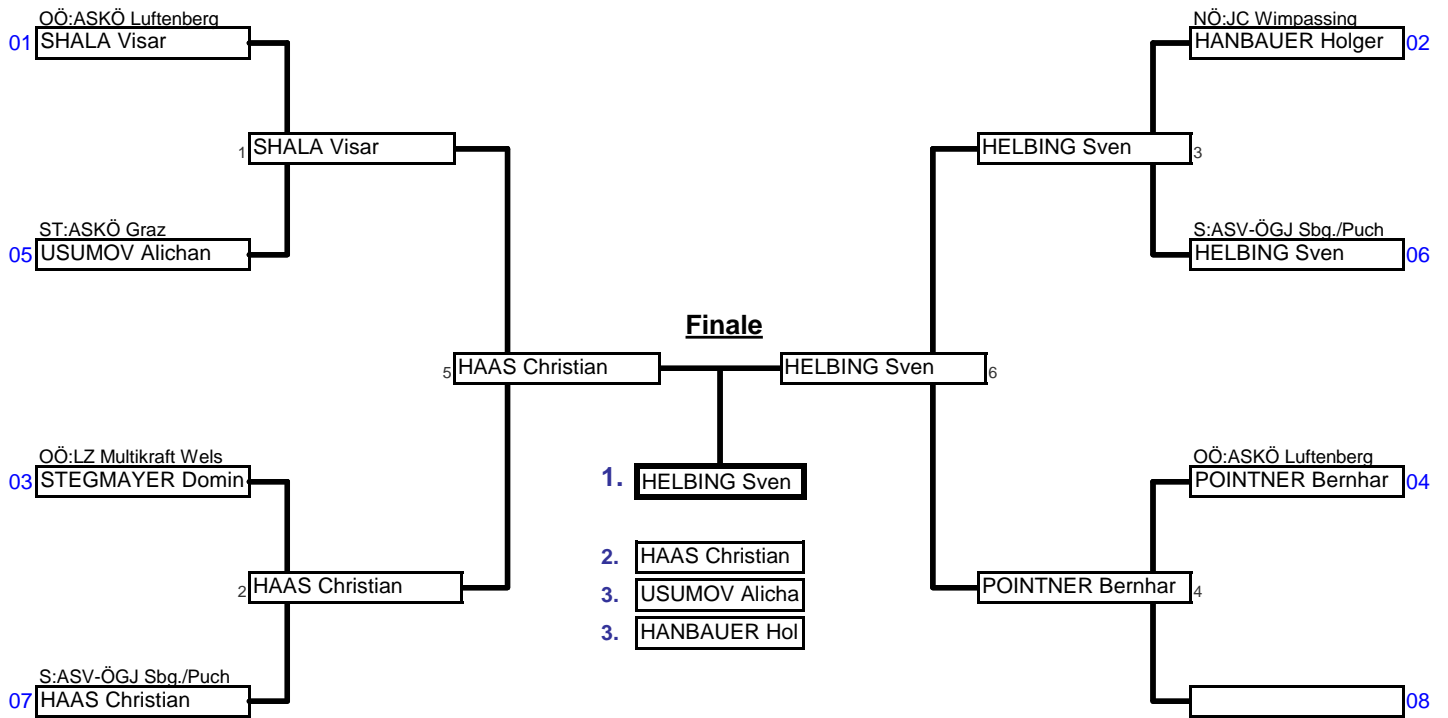 OÖ:ASKÖ Luftenberg
01 SHALA Visar
NÖ:JC Wimpassing
HANBAUER Holger 02
1 SHALA Visar
HELBING Sven 3
ST:ASKÖ Graz
05 USUMOV Alichan
S:ASV-ÖGJ Sbg./Puch
HELBING Sven 06
Finale
5 HAAS Christian
HELBING Sven 6
OÖ:LZ Multikraft Wels
03 STEGMAYER Domin
OÖ:ASKÖ Luftenberg
POINTNER Bernhar 04
1. HELBING Sven
2. HAAS Christian
3. USUMOV Alicha
3. HANBAUER Hol
2 HAAS Christian
POINTNER Bernhar 4
S:ASV-ÖGJ Sbg./Puch
07 HAAS Christian
08